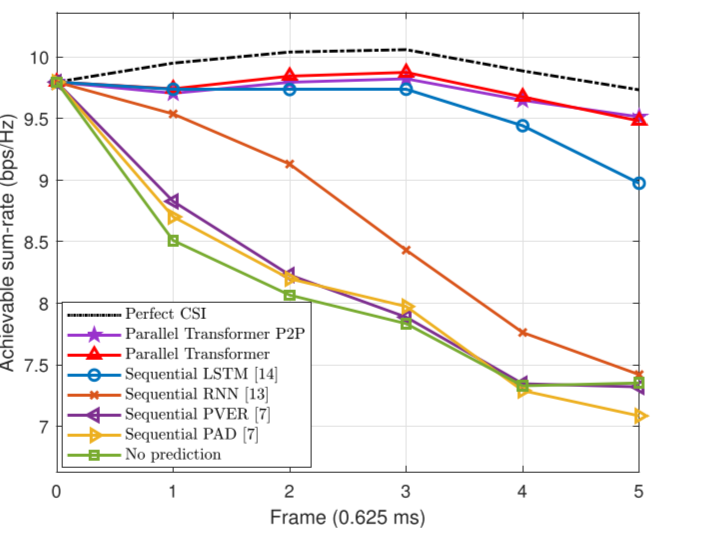 Achievable sum-rate (bps/Hz)
10
9.5
9
8.5
8
7.5
7
Perfect CSI
Parallel Transformer P2P
Parallel Transformer
Sequential LSTM [14]
Sequential RNN [13]
Sequential PVER [7]
Sequential PAD [7]
No prediction
0 1 2 3 4 5
Frame (0.625 ms)